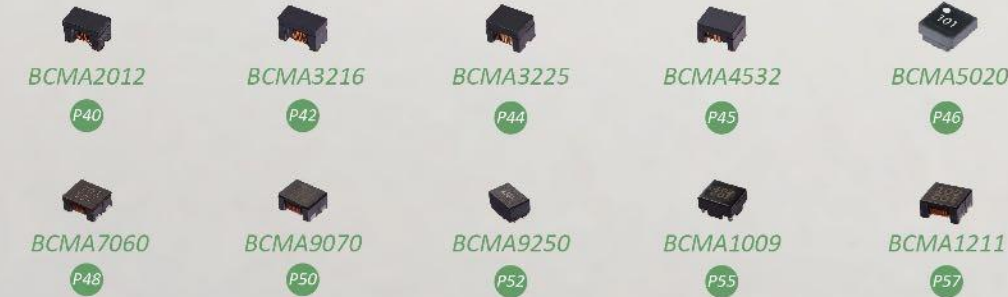 101
BCMA2012 BCMA3216 BCMA3225 BCMA4532 BCMA5020
P40 P42 P44 P45 P46
BCMA7060 BCMA9070 BCMA9250 BCMA1009 BCMA1211
P48 P50 P52 P55 P57